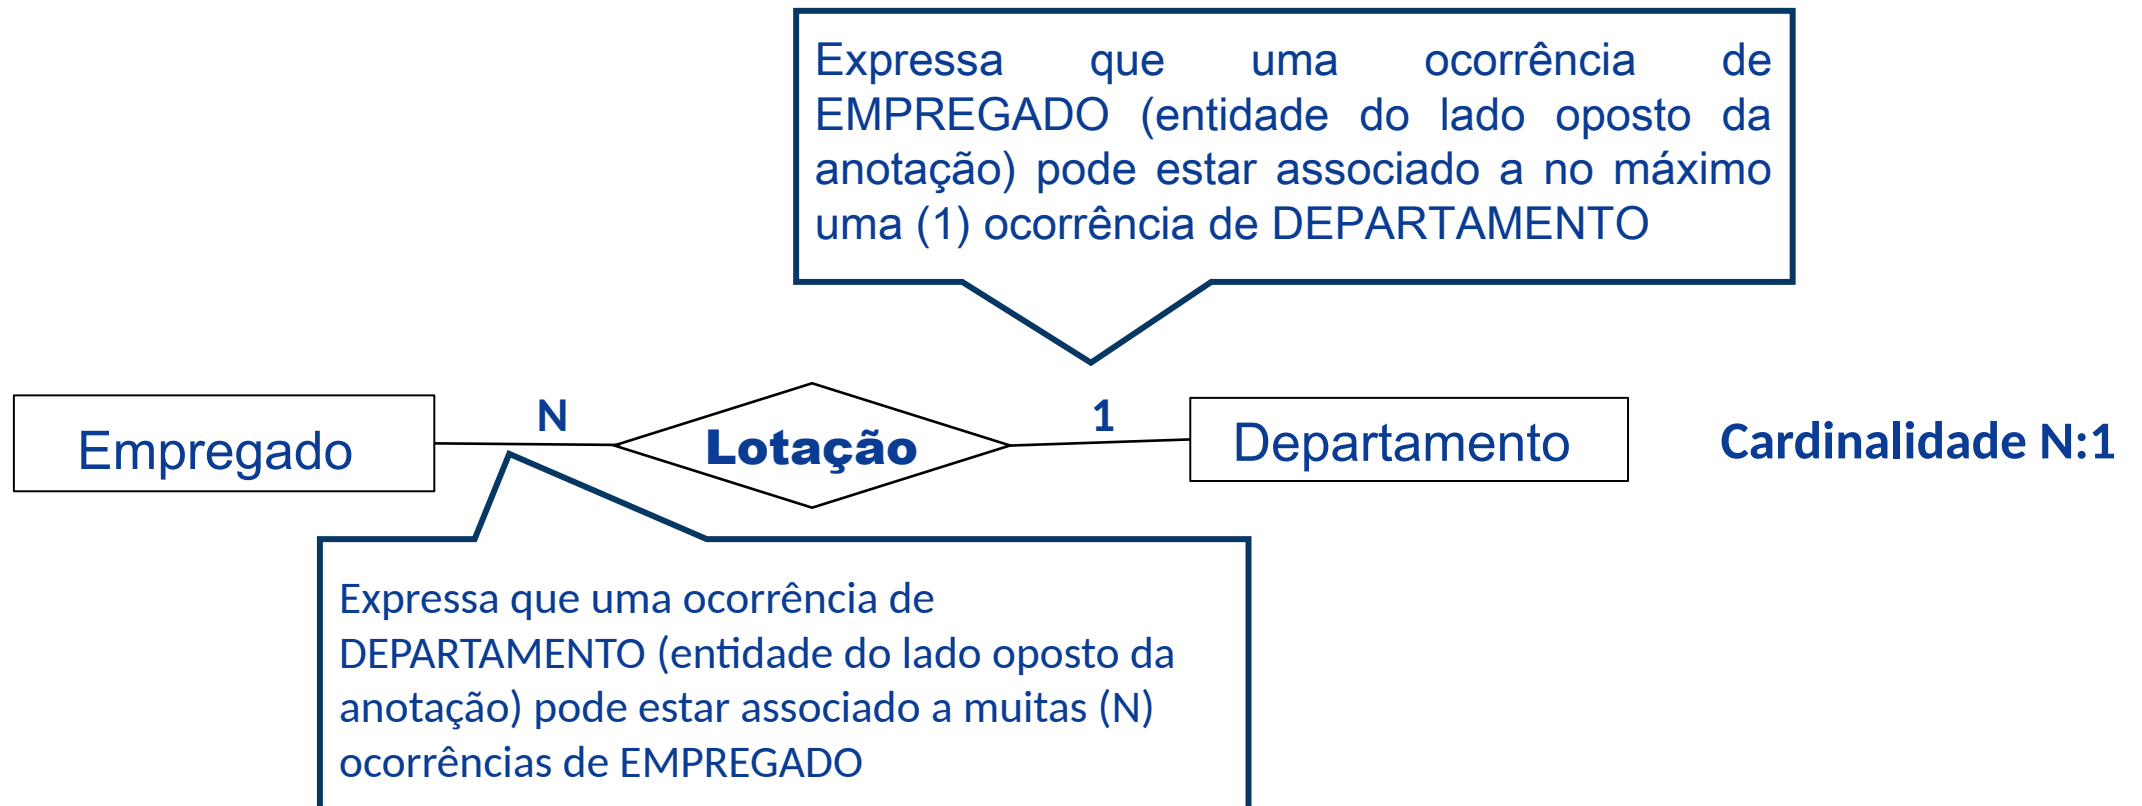 Expressa que uma ocorrência de
EMPREGADO (entidade do lado oposto da
anotação) pode estar associado a no máximo
uma (1) ocorrência de DEPARTAMENTO
N
1
Empregado
Lotação
Departamento
Cardinalidade N:1
Expressa que uma ocorrência de
DEPARTAMENTO (entidade do lado oposto da
anotação) pode estar associado a muitas (N)
ocorrências de EMPREGADO